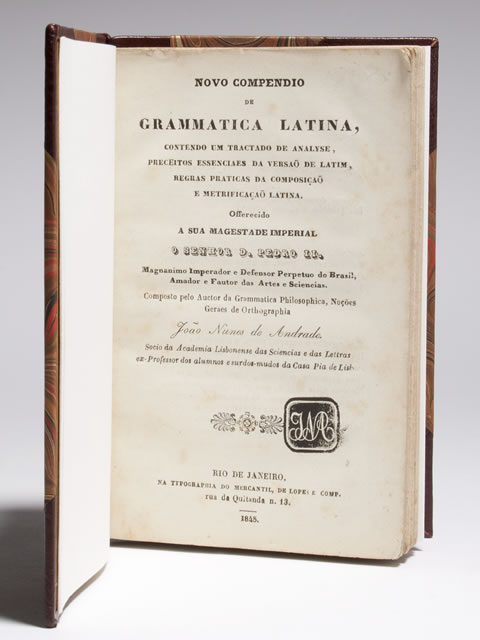 NOVO COMPENDIO
DE
GRAMMATICA LATINA,
CONTENDO UM TRACTADO DE ANALYSE,
PRECEITOS ESSENCIAES DA VERSAÕ DE LATIM,
REGRAS PRATICAS DA COMPOSIÇAÕ
E METRIFICAÇAÕ LATINA.
Offerecido
A SUA MAGESTADE IMPERIAL
O SENHOR D. PEDRO II.
Magnanimo Imperador e Defensor Perpetuo do Brasil,
Amador e Fautor das Artes e Sciencias.
Composto pelo Auctor da Grammatica Philosophica, Noções
Geraes de Orthographia
João Nunes de Andrade.
Socio da Academia Lisbonense das Sciencias e das Letras
ex-Professor dos alumnos e surdos-mudos da Casa Pia de Lisb.
RIO DE JANEIRO,
NA TYPOGRAPHIA DO MERCANTIL, DE LOPES E COMP.
rua da Quitanda n. 13.
1845.